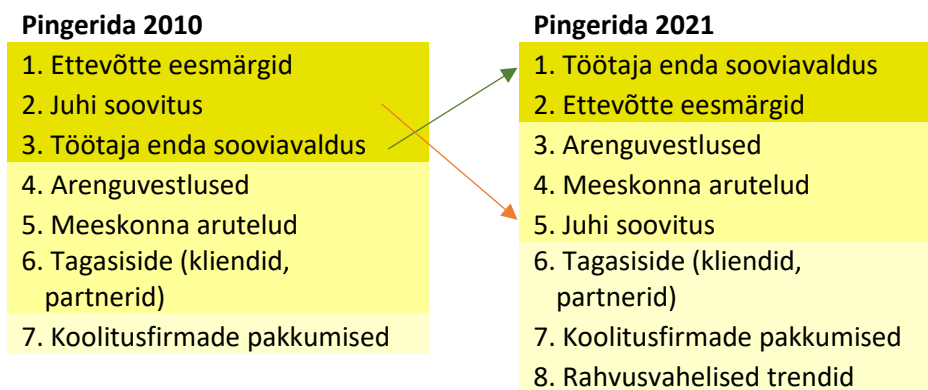 Pingerida 2010
1. Ettevõtte eesmärgid
2. Juhi soovitus
3. Töötaja enda sooviavaldus
4. Arenguvestlused
5. Meeskonna arutelud
6. Tagasiside (kliendid,
partnerid)
7. Koolitusfirmade pakkumised
Pingerida 2021
1. Töötaja enda sooviavaldus
2. Ettevõtte eesmärgid
3. Arenguvestlused
4. Meeskonna arutelud
5. Juhi soovitus
6. Tagasiside (kliendid,
partnerid)
7. Koolitusfirmade pakkumised
8. Rahvusvahelised trendid